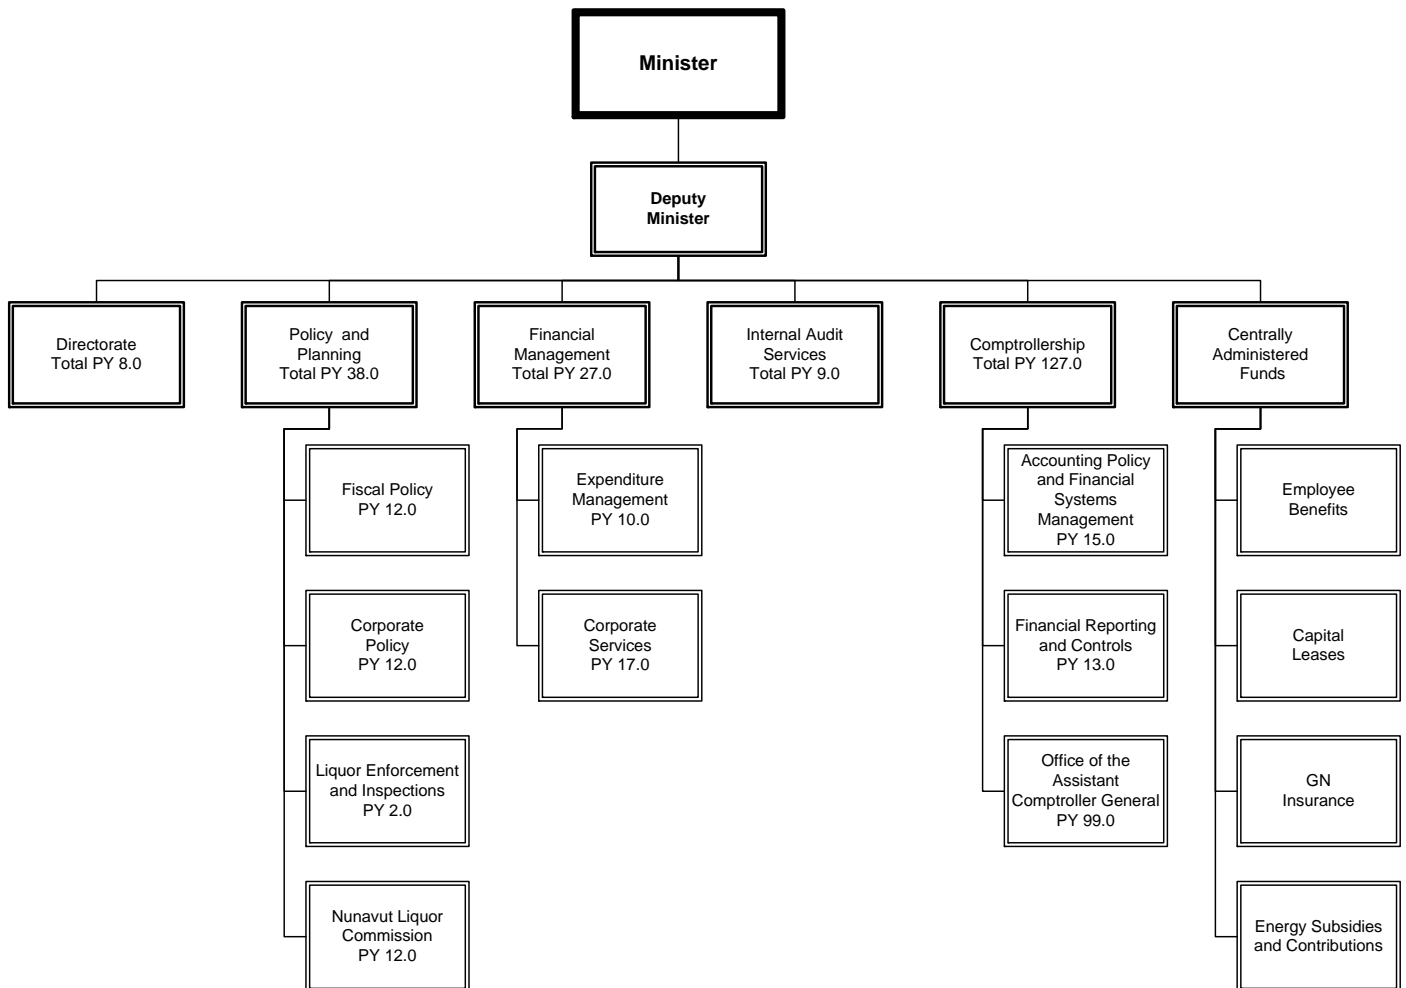 Minister
Deputy
Minister
Directorate
Total PY 8.0
Policy and
Planning
Total PY 38.0
Financial
Management
Total PY 27.0
Internal Audit
Services
Total PY 9.0
Comptrollership
Total PY 127.0
Centrally
Administered
Funds
Fiscal Policy
PY 12.0
Expenditure
Management
PY 10.0
Accounting Policy
and Financial
Systems
Management
PY 15.0
Employee
Benefits
Corporate
Policy
PY 12.0
Corporate
Services
PY 17.0
Financial Reporting
and Controls
PY 13.0
Capital
Leases
Liquor Enforcement
and Inspections
PY 2.0
Office of the
Assistant
Comptroller General
PY 99.0
GN
Insurance
Nunavut Liquor
Commission
PY 12.0
Energy Subsidies
and Contributions